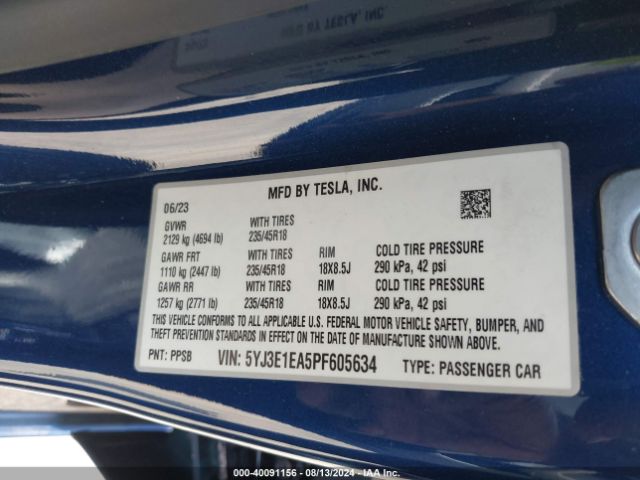 MFD BY TESLA, INC.
06/23
GVWR WITH TIRES
2129 kg (4694 lb) 235/45R18
GAWR FRT WITH TIRES RIM COLD TIRE PRESSURE
1110 kg (2447 lb) 235/45R18 18X8.5J 290 kPa, 42 psi
GAWR RR WITH TIRES RIM COLD TIRE PRESSURE
1257 kg (2771 lb) 235/45R18 18X8.5J 290 kPa, 42 psi
THIS VEHICLE CONFORMS TO ALL APPLICABLE U.S. FEDERAL MOTOR VEHICLE SAFETY, BUMPER, AND
THEFT PREVENTION STANDARDS IN EFFECT ON THE DATE OF MANUFACTURE SHOWN ABOVE.
PNT: PPSB VIN: 5YJ3E1EA5PF605634 TYPE: PASSENGER CAR
000-40091156 - 08/13/2024 - IAA Inc.